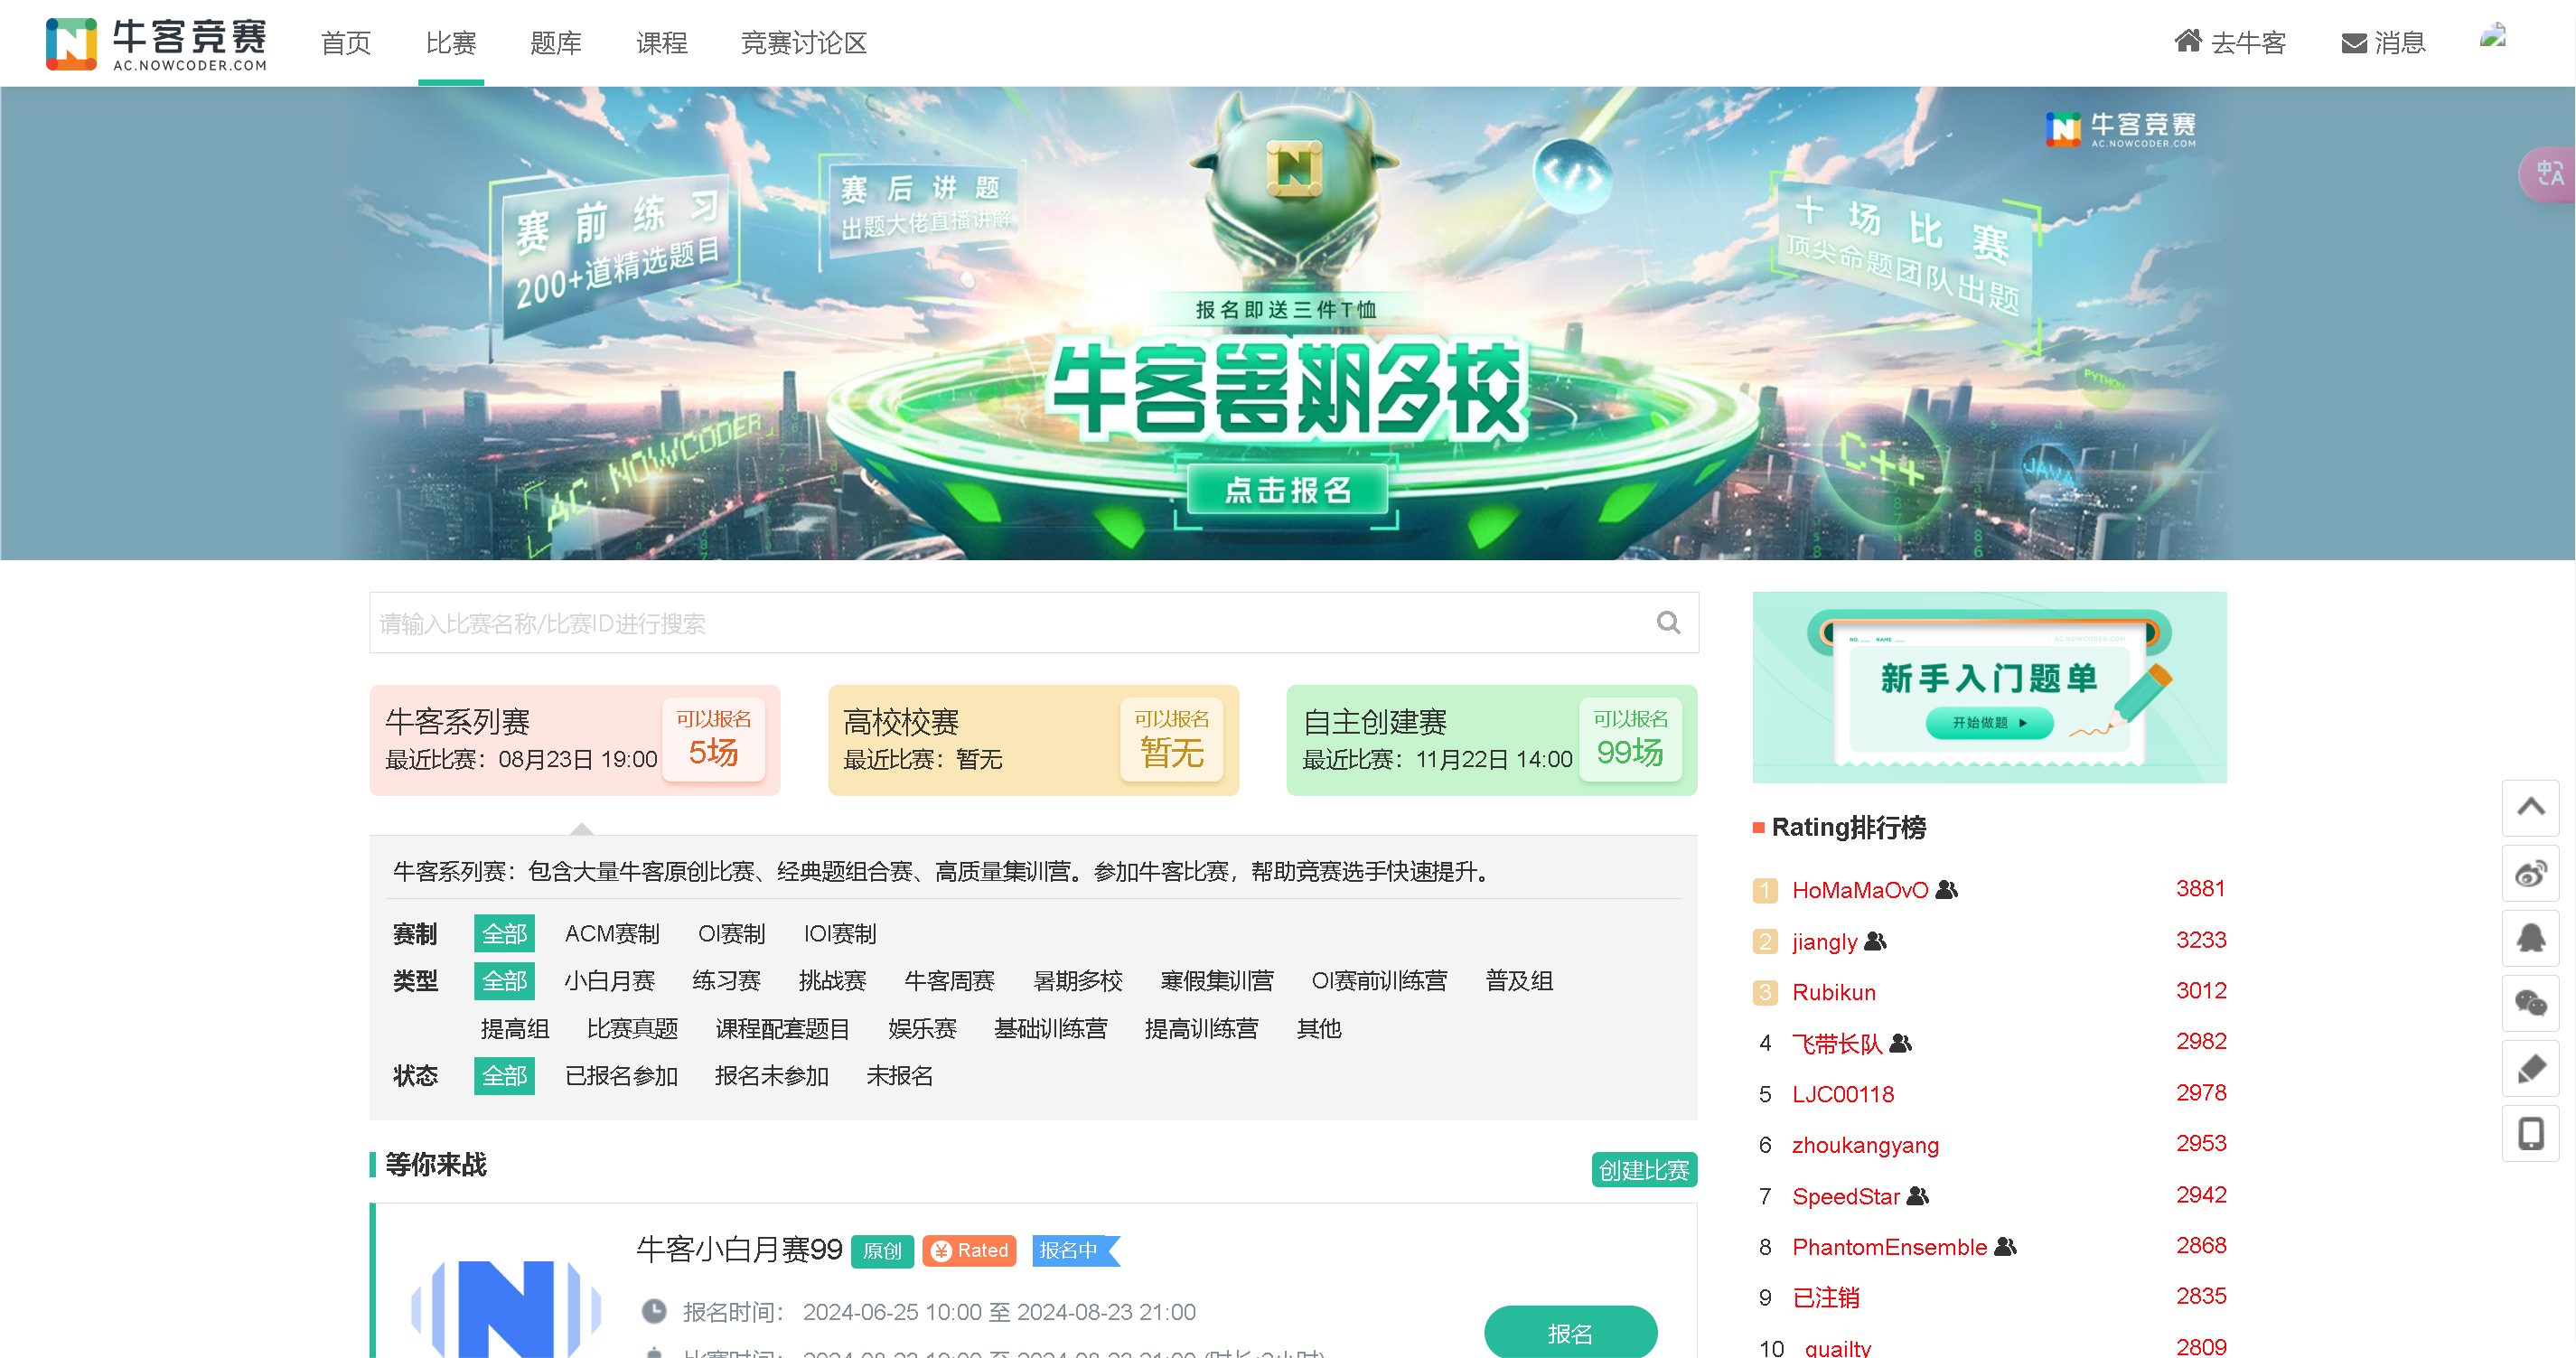 牛客竞赛
AC.NOWCODER.COM
首页 比赛 题库 课程 竞赛讨论区 去牛客 消息
牛客竞赛
AC.NOWCODER.COM
赛前练习
200+道精选题目
赛后讲题
出题大佬直播讲解
十场比赛
顶尖命题团队出题
报名即送三件T恤
牛客暑期多校
点击报名
AC.NOWCODER
PYTHON
C++
JAVA
请输入比赛名称/比赛ID进行搜索
牛客系列赛
最近比赛：08月23日 19:00
可以报名
5场
高校校赛
最近比赛：暂无
可以报名
暂无
自主创建赛
最近比赛：11月22日 14:00
可以报名
99场
牛客系列赛：包含大量牛客原创比赛、经典题组合赛、高质量集训营。参加牛客比赛，帮助竞赛选手快速提升。
赛制 全部 ACM赛制 OI赛制 IOI赛制
类型 全部 小白月赛 练习赛 挑战赛 牛客周赛 暑期多校 寒假集训营 OI赛前训练营 普及组
提高组 比赛真题 课程配套题目 娱乐赛 基础训练营 提高训练营 其他
状态 全部 已报名参加 报名未参加 未报名
等你来战 创建比赛
牛客小白月赛99 原创 Rated 报名中
报名时间： 2024-06-25 10:00 至 2024-08-23 21:00
报名
比赛时间： 2024-08-23 19:00 至 2024-08-23 21:00 (时长:2小时)
AC.NOWCODER.COM
新手入门题单
开始做题
Rating排行榜
1 HoMaMaOvO 3881
2 jiangly 3233
3 Rubikun 3012
4 飞带长队 2982
5 LJC00118 2978
6 zhoukangyang 2953
7 SpeedStar 2942
8 PhantomEnsemble 2868
9 已注销 2835
10 quailty 2809